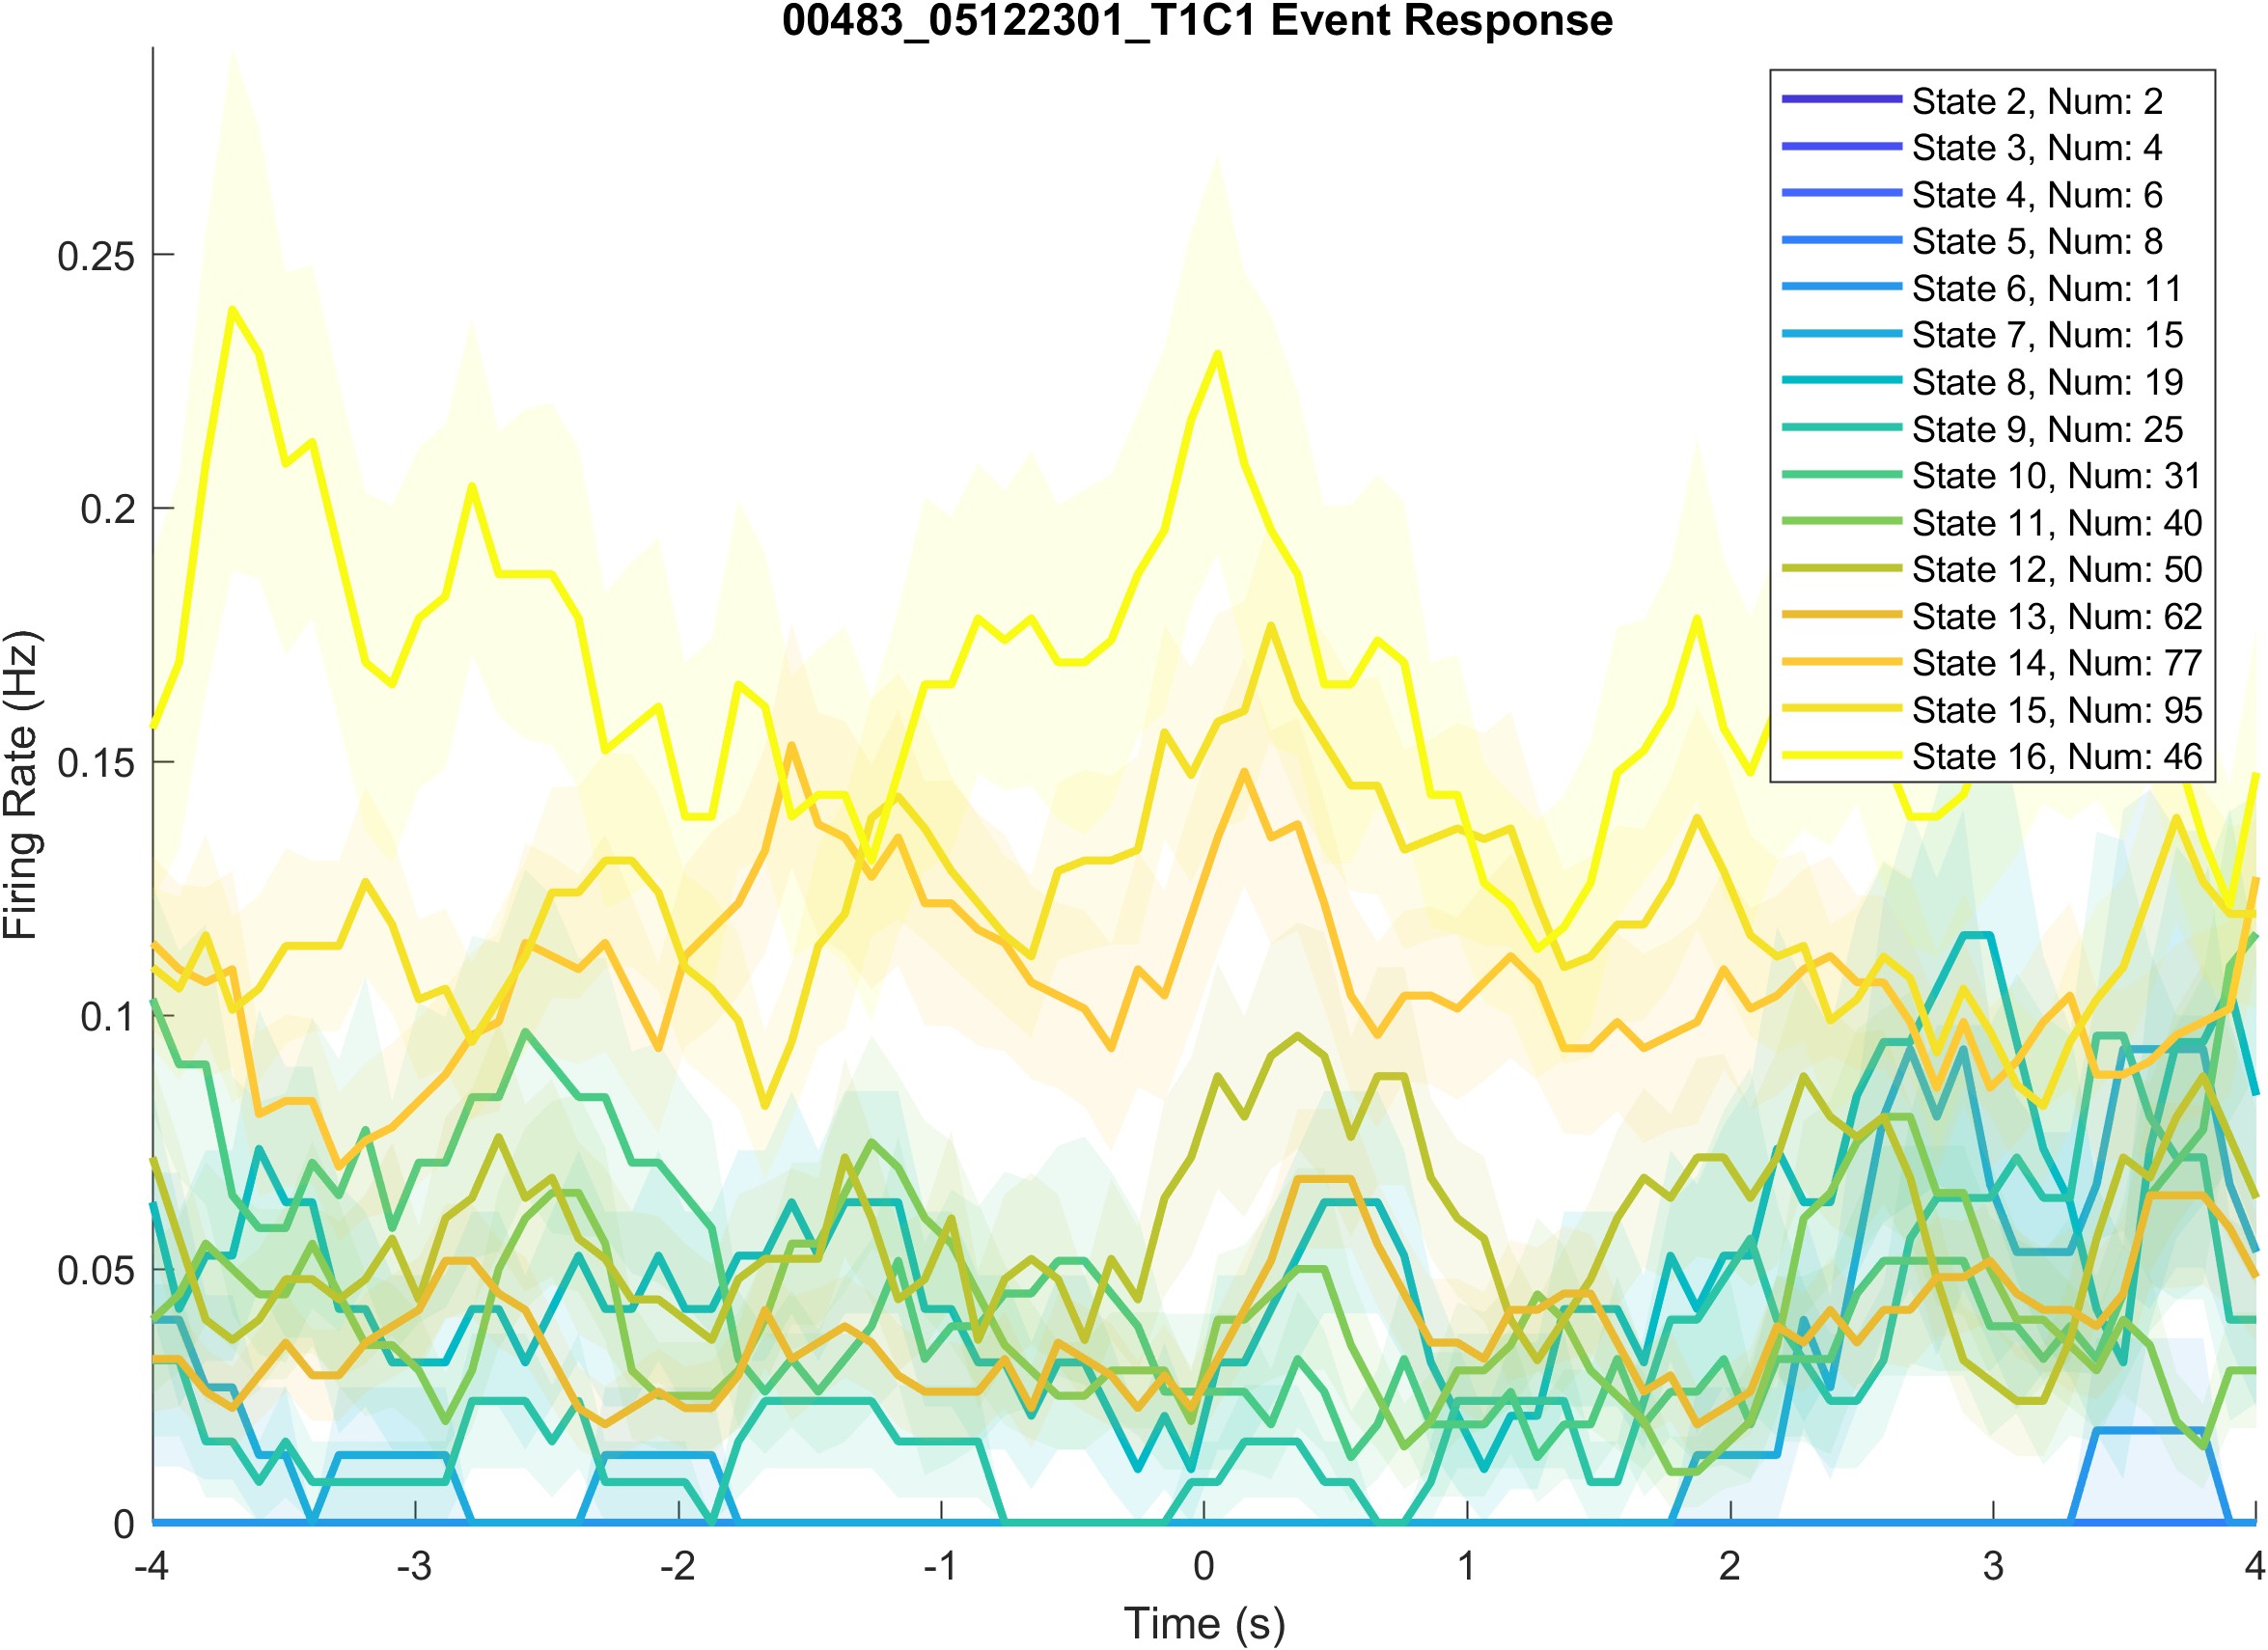 00483_05122301_T1C1 Event Response
State 2, Num: 2
State 3, Num: 4
State 4, Num: 6
State 5, Num: 8
State 6, Num: 11
State 7, Num: 15
State 8, Num: 19
State 9, Num: 25
State 10, Num: 31
State 11, Num: 40
State 12, Num: 50
State 13, Num: 62
State 14, Num: 77
State 15, Num: 95
State 16, Num: 46
Firing Rate (Hz)
0.25
0.2
0.15
0.1
0.05
0
-4 -3 -2 -1 0 1 2 3 4
Time (s)